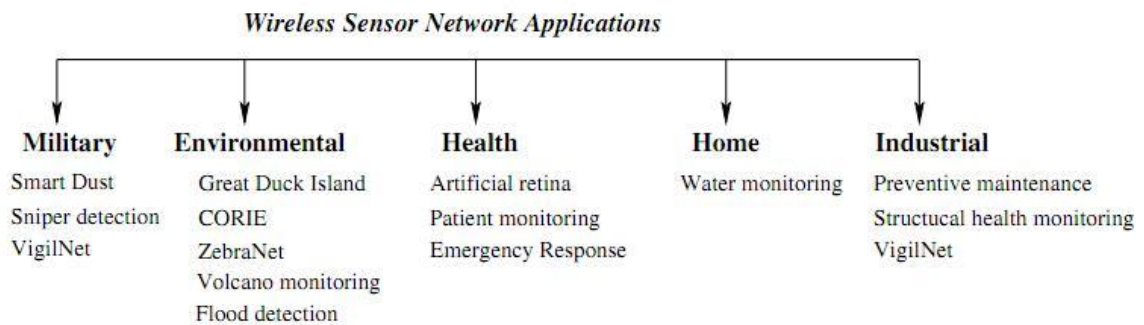 Wireless Sensor Network Applications
Military
Smart Dust
Sniper detection
VigilNet
Environmental
Great Duck Island
CORIE
ZebraNet
Volcano monitoring
Flood detection
Health
Artificial retina
Patient monitoring
Emergency Response
Home
Water monitoring
Industrial
Preventive maintenance
Structucal health monitoring
VigilNet